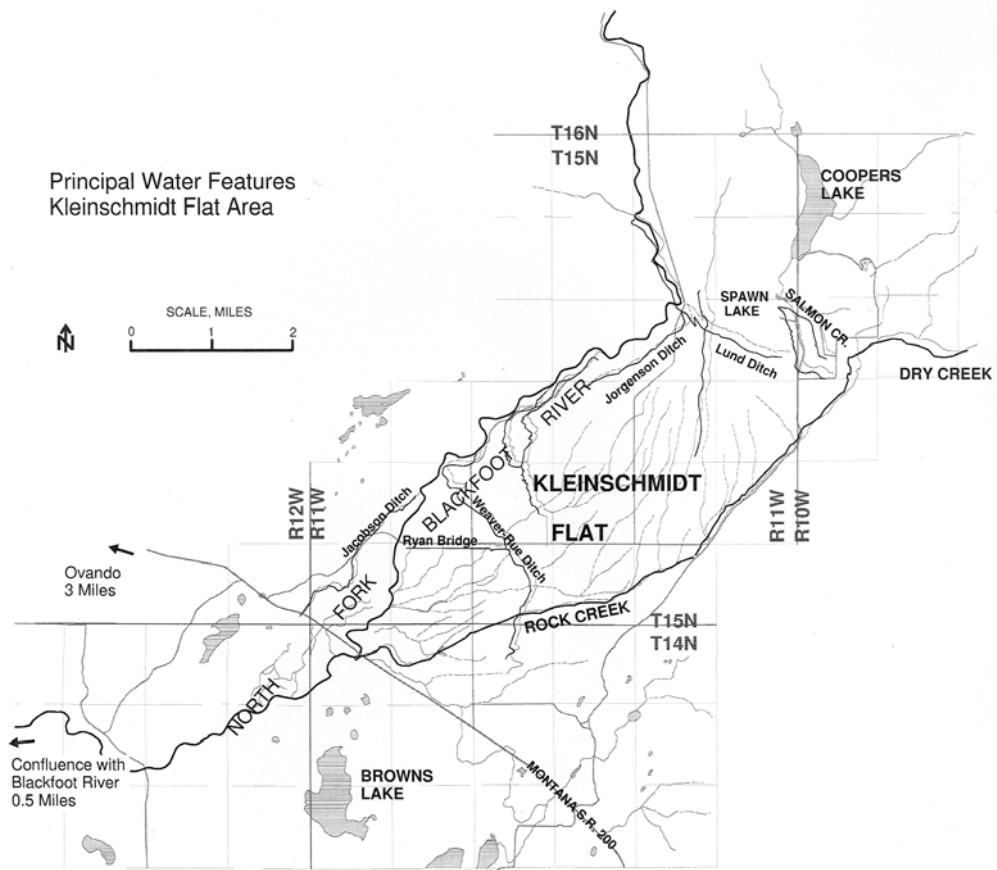 T16N
T15N
Principal Water Features
Kleinschmidt Flat Area
COOPERS
LAKE
SPAWN
LAKE
SALMON CR.
SCALE, MILES
0 1 2
N
Jorgenson Ditch
Lund Ditch
DRY CREEK
RIVER
BLACKFOOT
KLEINSCHMIDT
FLAT
R12W
R11W
R11W
R10W
Jacobson Ditch
Weaver-Rue Ditch
Ryan Bridge
Ovando
3 Miles
FORK
ROCK CREEK
T15N
T14N
NORTH
Confluence with
Blackfoot River
0.5 Miles
BROWNS
LAKE
MONTANA S.R. 200